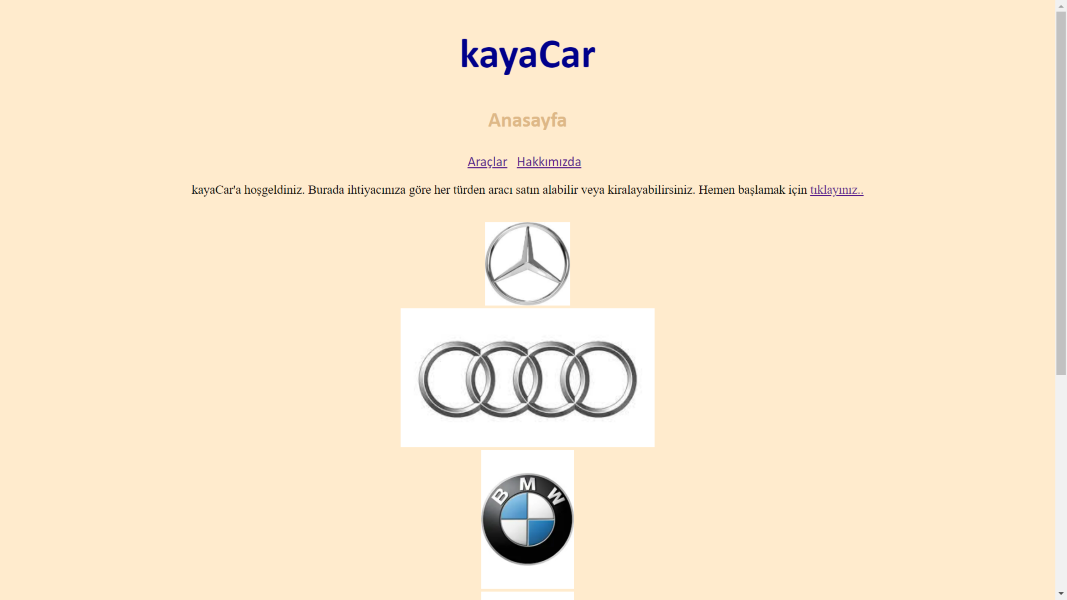 kayaCar
Anasayfa
Araçlar Hakkımızda
kayaCar'a hoşgeldiniz. Burada ihtiyacınıza göre her türden aracı satın alabilir veya kiralayabilirsiniz. Hemen başlamak için tıklayınız..
BMW